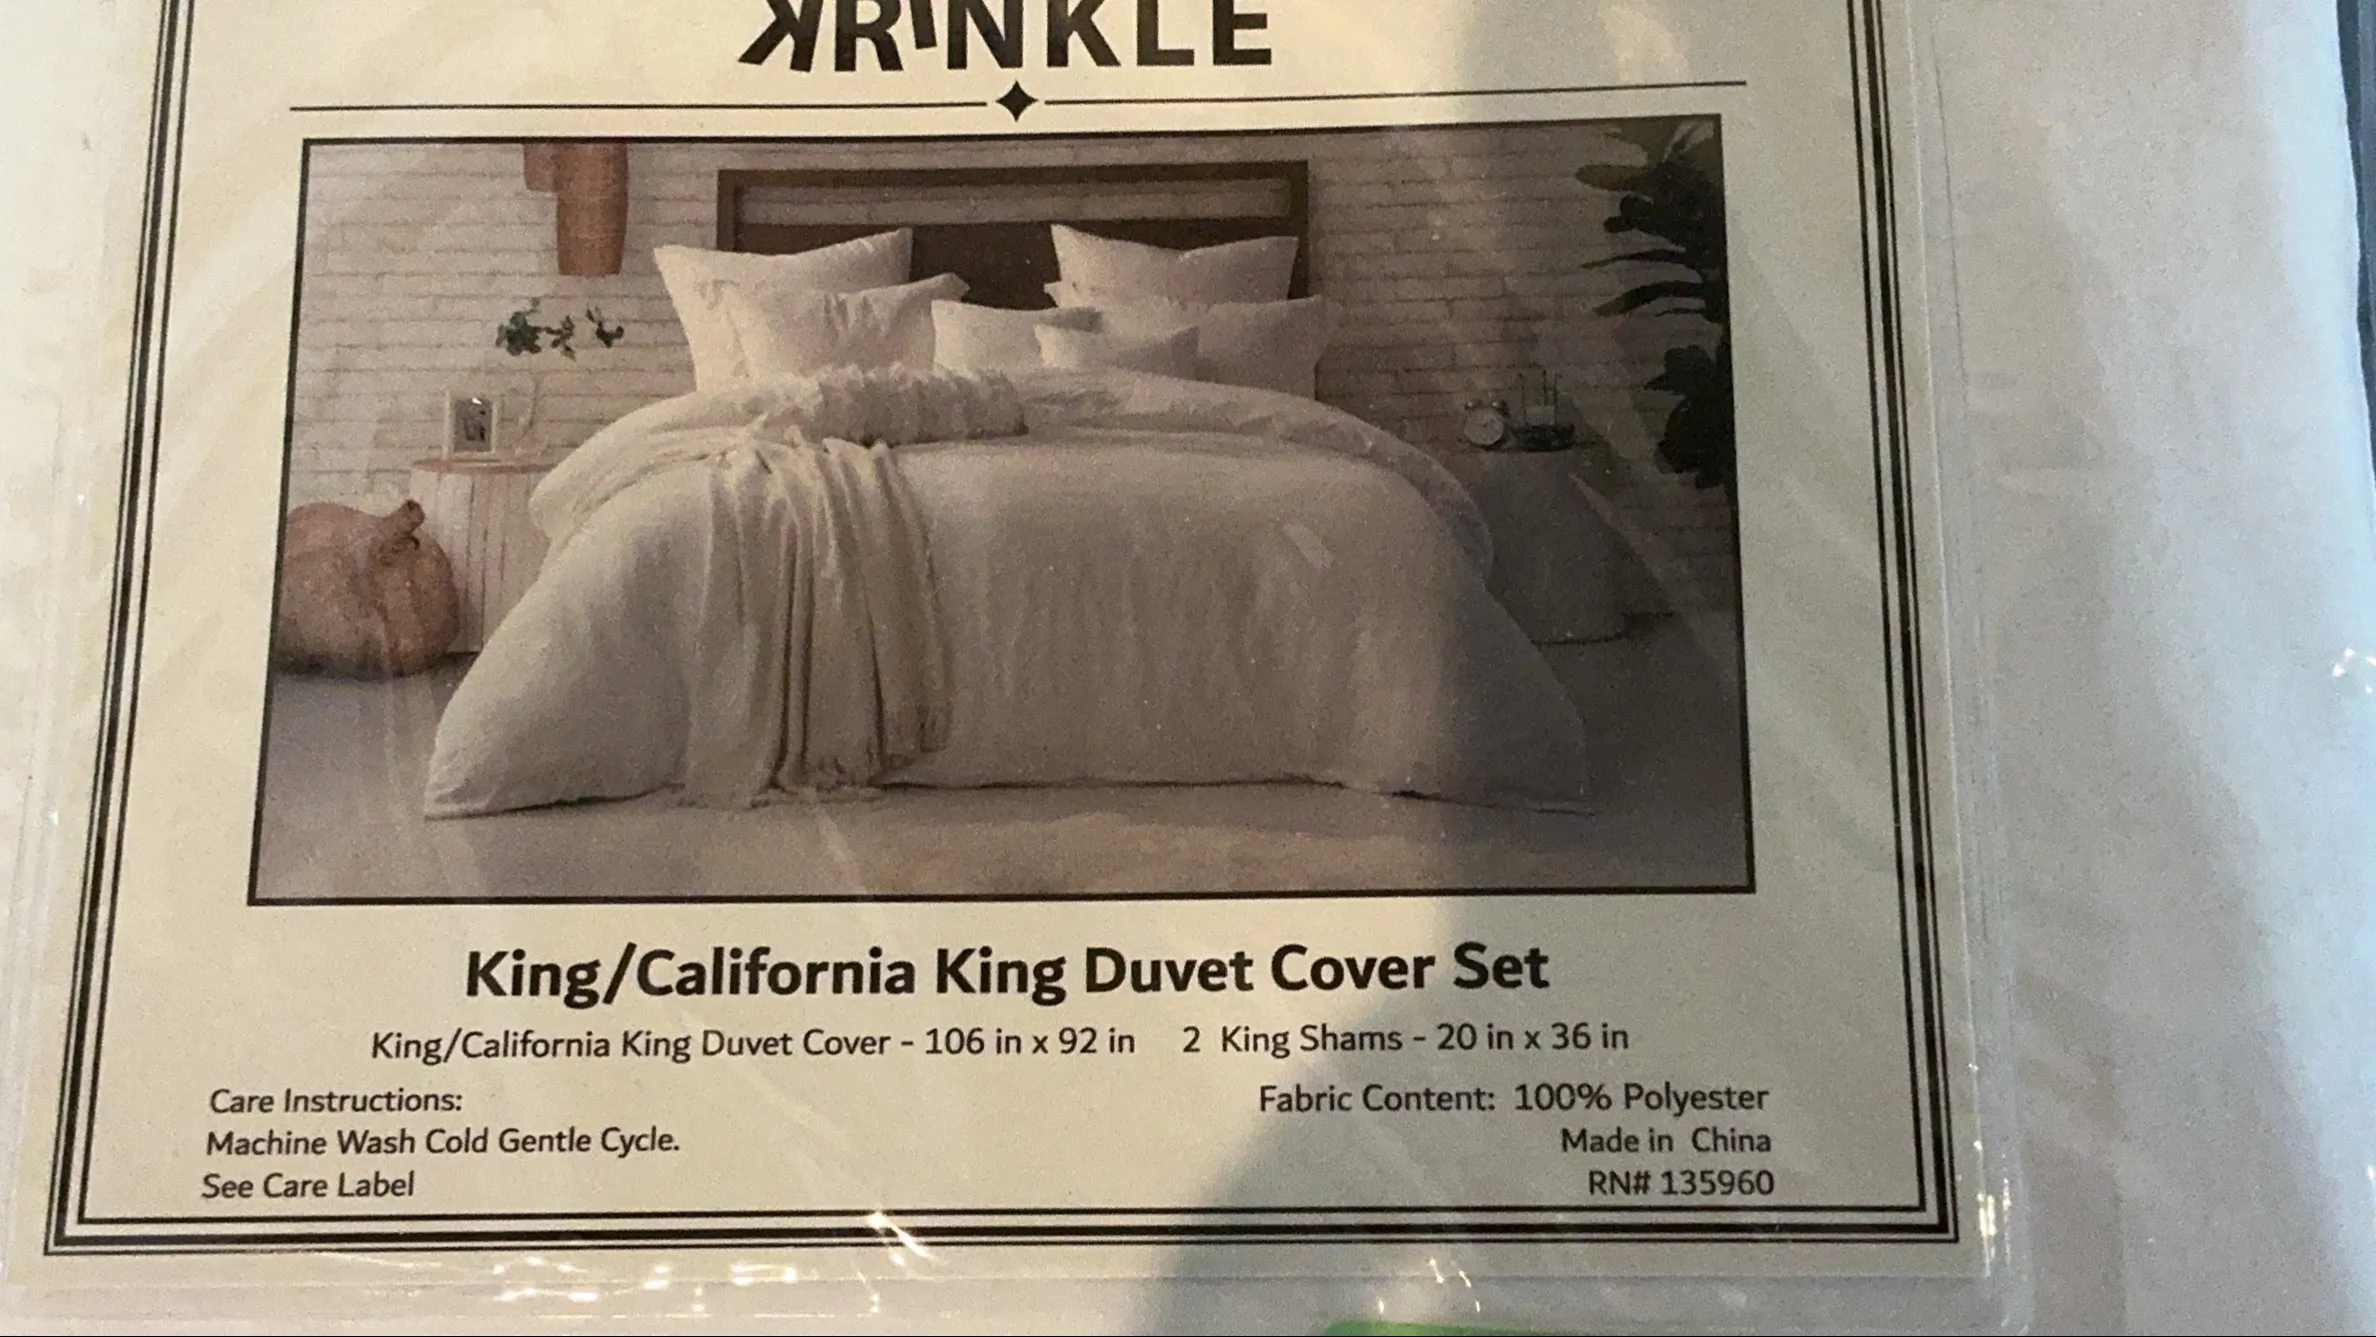 KRINKLE
King/California King Duvet Cover Set
King/California King Duvet Cover - 106 in x 92 in 2 King Shams - 20 in x 36 in
Care Instructions:
Machine Wash Cold Gentle Cycle.
See Care Label
Fabric Content: 100% Polyester
Made in China
RN# 135960